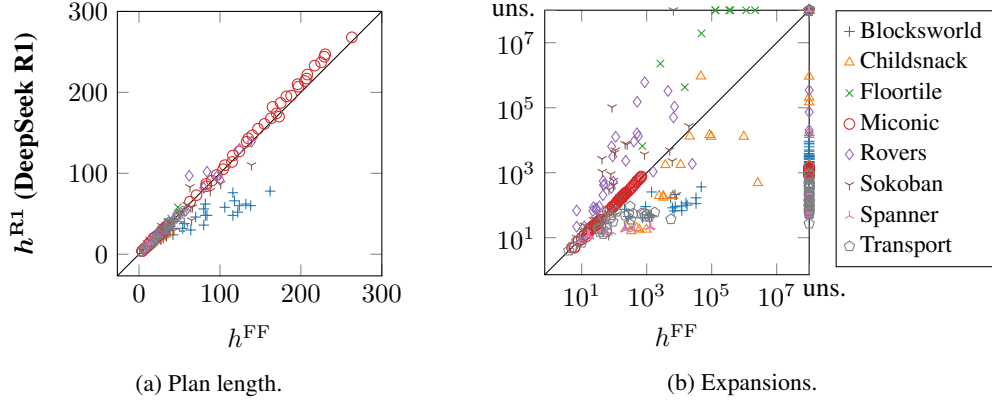 h^R1 (DeepSeek R1)
300
200
100
0
0 100 200 300
h^FF
(a) Plan length.
uns.
10^7
10^5
10^3
10^1
10^1 10^3 10^5 10^7 uns.
h^FF
(b) Expansions.
Blocksworld
Childsnack
Floortile
Miconic
Rovers
Sokoban
Spanner
Transport